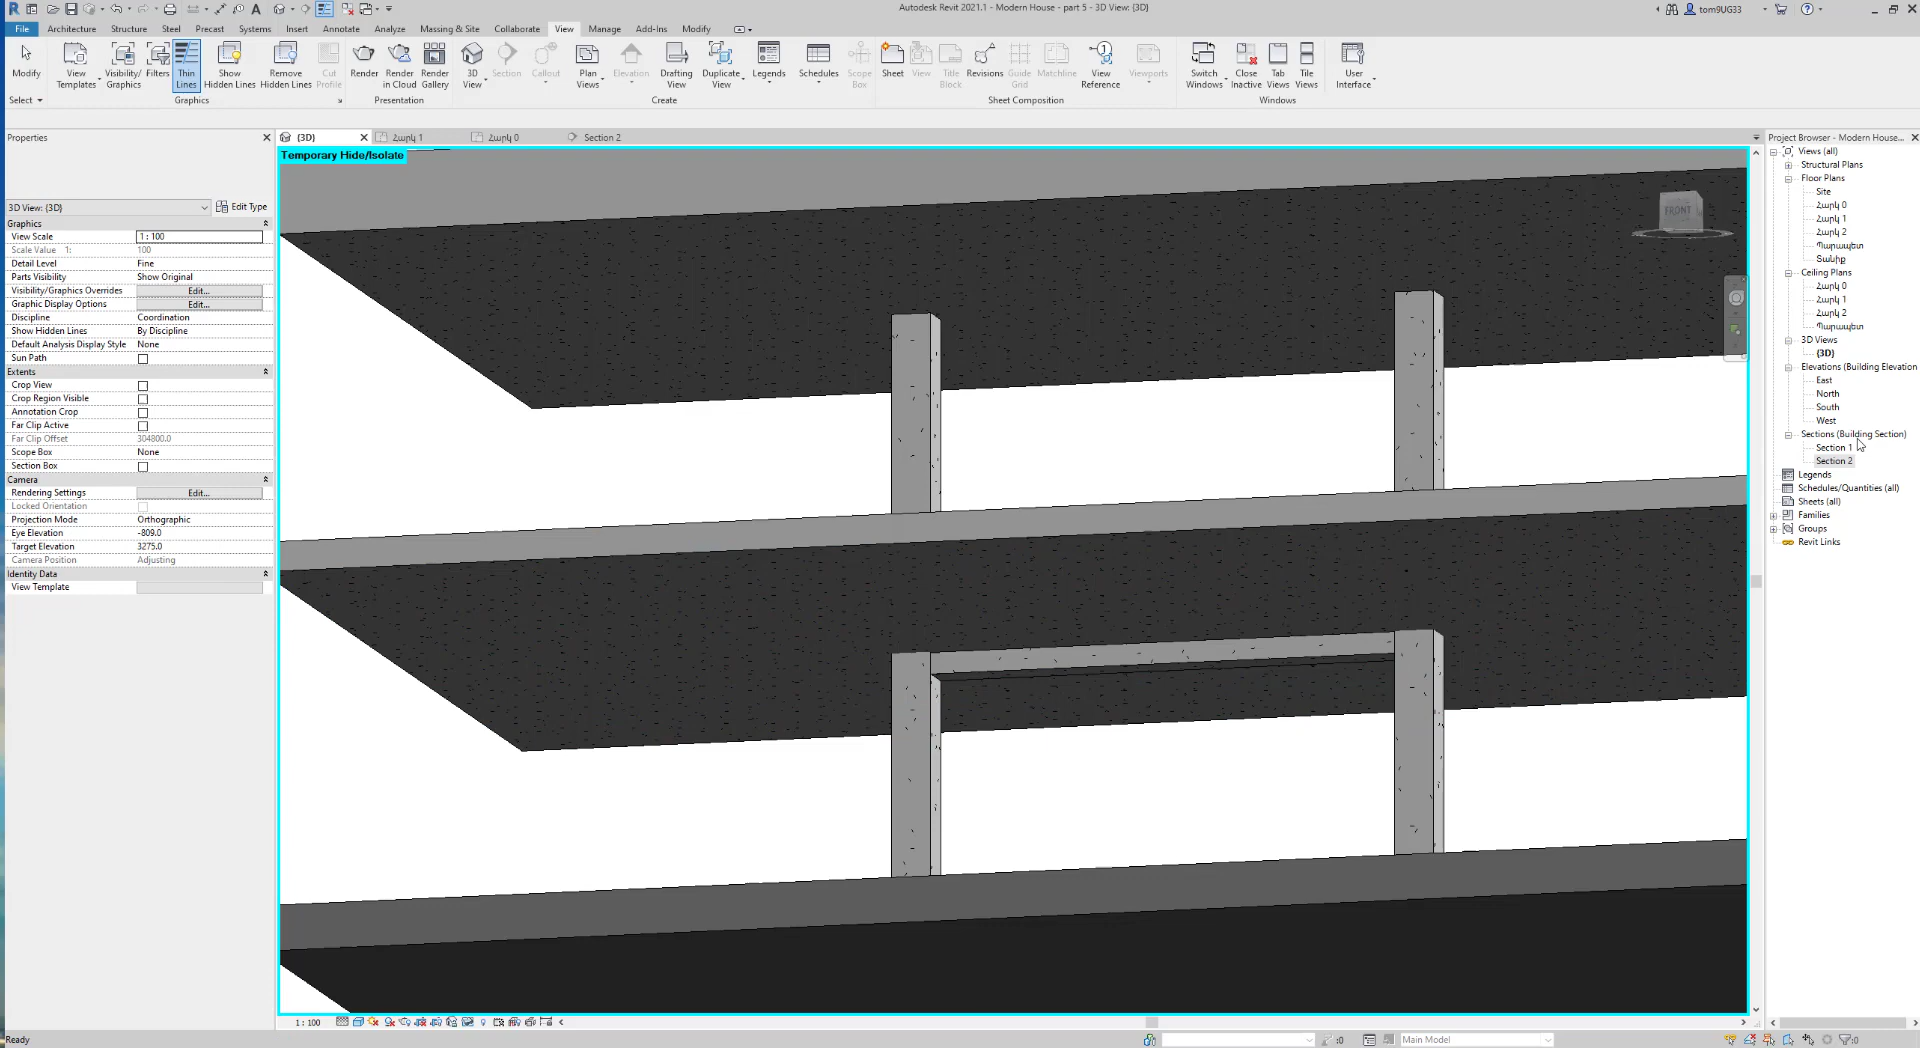 Autodesk Revit 2021.1 - Modern House - part 5 - 3D View: {3D}
tom9UG33
File Architecture Structure Steel Precast Systems Insert Annotate Analyze Massing & Site Collaborate View Manage Add-Ins Modify
Modify
View Templates
Visibility/ Graphics
Filters
Thin Lines
Show Hidden Lines
Remove Hidden Lines
Cut Profile
Render
Render in Cloud
Render Gallery
3D View
Section
Callout
Plan Views
Elevation
Drafting View
Duplicate View
Legends
Schedules
Scope Box
Sheet
View
Title Block
Revisions
Guide Grid
Matchline
View Reference
Viewports
Switch Windows
Close Inactive
Tab Views
Tile Views
User Interface
Select
Graphics
Presentation
Create
Sheet Composition
Windows
Properties
{3D}
Հարկ 1
Հարկ 0
Section 2
Project Browser - Modern House...
Temporary Hide/Isolate
FRONT
3D View: {3D}
Edit Type
Graphics
View Scale 1 : 100
Scale Value 1: 100
Detail Level Fine
Parts Visibility Show Original
Visibility/Graphics Overrides Edit...
Graphic Display Options Edit...
Discipline Coordination
Show Hidden Lines By Discipline
Default Analysis Display Style None
Sun Path
Extents
Crop View
Crop Region Visible
Annotation Crop
Far Clip Active
Far Clip Offset 304800.0
Scope Box None
Section Box
Camera
Rendering Settings Edit...
Locked Orientation
Projection Mode Orthographic
Eye Elevation -809.0
Target Elevation 3275.0
Camera Position Adjusting
Identity Data
View Template
Views (all)
Structural Plans
Floor Plans
Site
Հարկ 0
Հարկ 1
Հարկ 2
Պարապետ
Տանիք
Ceiling Plans
Հարկ 0
Հարկ 1
Հարկ 2
Պարապետ
3D Views
{3D}
Elevations (Building Elevation
East
North
South
West
Sections (Building Section)
Section 1
Section 2
Legends
Schedules/Quantities (all)
Sheets (all)
Families
Groups
Revit Links
1 : 100
Ready
:0
Main Model
:0